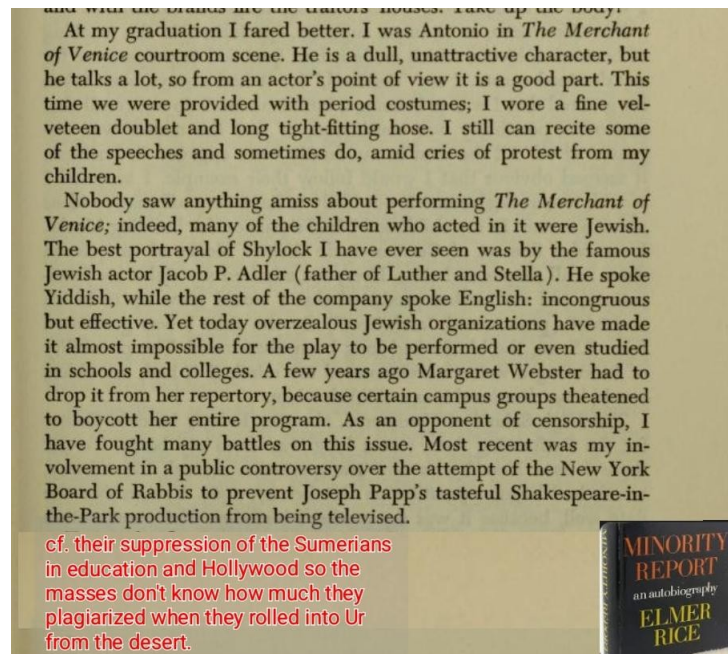 At my graduation I fared better. I was Antonio in The Merchant
of Venice courtroom scene. He is a dull, unattractive character, but
he talks a lot, so from an actor's point of view it is a good part. This
time we were provided with period costumes; I wore a fine vel-
veteen doublet and long tight-fitting hose. I still can recite some
of the speeches and sometimes do, amid cries of protest from my
children.
Nobody saw anything amiss about performing The Merchant of
Venice; indeed, many of the children who acted in it were Jewish.
The best portrayal of Shylock I have ever seen was by the famous
Jewish actor Jacob P. Adler (father of Luther and Stella). He spoke
Yiddish, while the rest of the company spoke English: incongruous
but effective. Yet today overzealous Jewish organizations have made
it almost impossible for the play to be performed or even studied
in schools and colleges. A few years ago Margaret Webster had to
drop it from her repertory, because certain campus groups theatened
to boycott her entire program. As an opponent of censorship, I
have fought many battles on this issue. Most recent was my in-
volvement in a public controversy over the attempt of the New York
Board of Rabbis to prevent Joseph Papp's tasteful Shakespeare-in-
the-Park production from being televised.
cf. their suppression of the Sumerians
in education and Hollywood so the
masses don't know how much they
plagiarized when they rolled into Ur
from the desert.
MINORITY
REPORT
an autobiography
ELMER
RICE